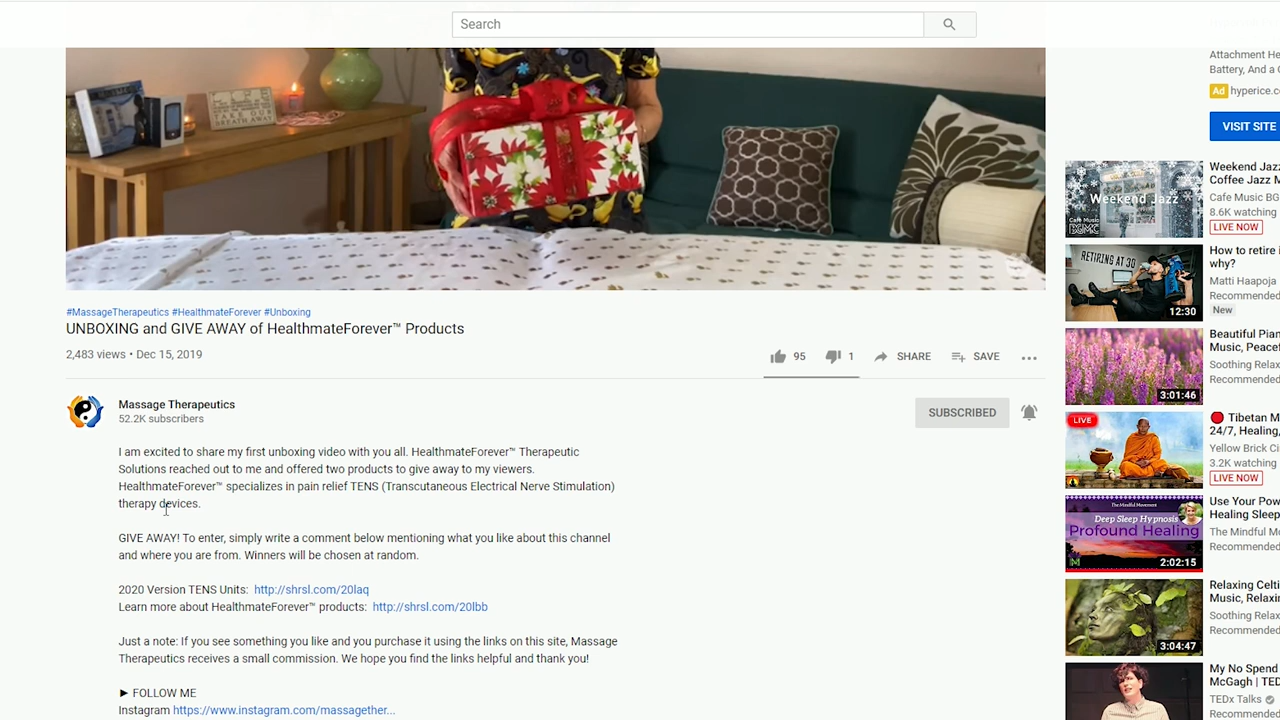 Search
Attachment He
Battery, And a C
Ad hyperice.co
VISIT SITE
#MassageTherapeutics #HealthmateForever #Unboxing
UNBOXING and GIVE AWAY of HealthmateForever™ Products
2,483 views • Dec 15, 2019
95 1 SHARE SAVE
Massage Therapeutics
52.2K subscribers
SUBSCRIBED
I am excited to share my first unboxing video with you all. HealthmateForever™ Therapeutic
Solutions reached out to me and offered two products to give away to my viewers.
HealthmateForever™ specializes in pain relief TENS (Transcutaneous Electrical Nerve Stimulation)
therapy devices.
GIVE AWAY! To enter, simply write a comment below mentioning what you like about this channel
and where you are from. Winners will be chosen at random.
2020 Version TENS Units: http://shrsl.com/20laq
Learn more about HealthmateForever™ products: http://shrsl.com/20lbb
Just a note: If you see something you like and you purchase it using the links on this site, Massage
Therapeutics receives a small commission. We hope you find the links helpful and thank you!
► FOLLOW ME
Instagram https://www.instagram.com/massagether...
Weekend Jazz
Weekend Jazz
Coffee Jazz M
Cafe Music BG
8.6K watching
LIVE NOW
RETIRING AT 30
12:30
How to retire i
why?
Matti Haapoja
Recommended
New
3:01:46
Beautiful Pian
Music, Peacef
Soothing Relax
Recommended
LIVE
Tibetan M
24/7, Healing,
Yellow Brick Ci
3.2K watching
LIVE NOW
The Mindful Movement
Deep Sleep Hypnosis
Profound Healing
2:02:15
Use Your Pow
Healing Sleep
The Mindful M
Recommended
3:04:47
Relaxing Celti
Music, Relaxin
Soothing Relax
Recommended
My No Spend
McGagh | TED
TEDx Talks
Recommended